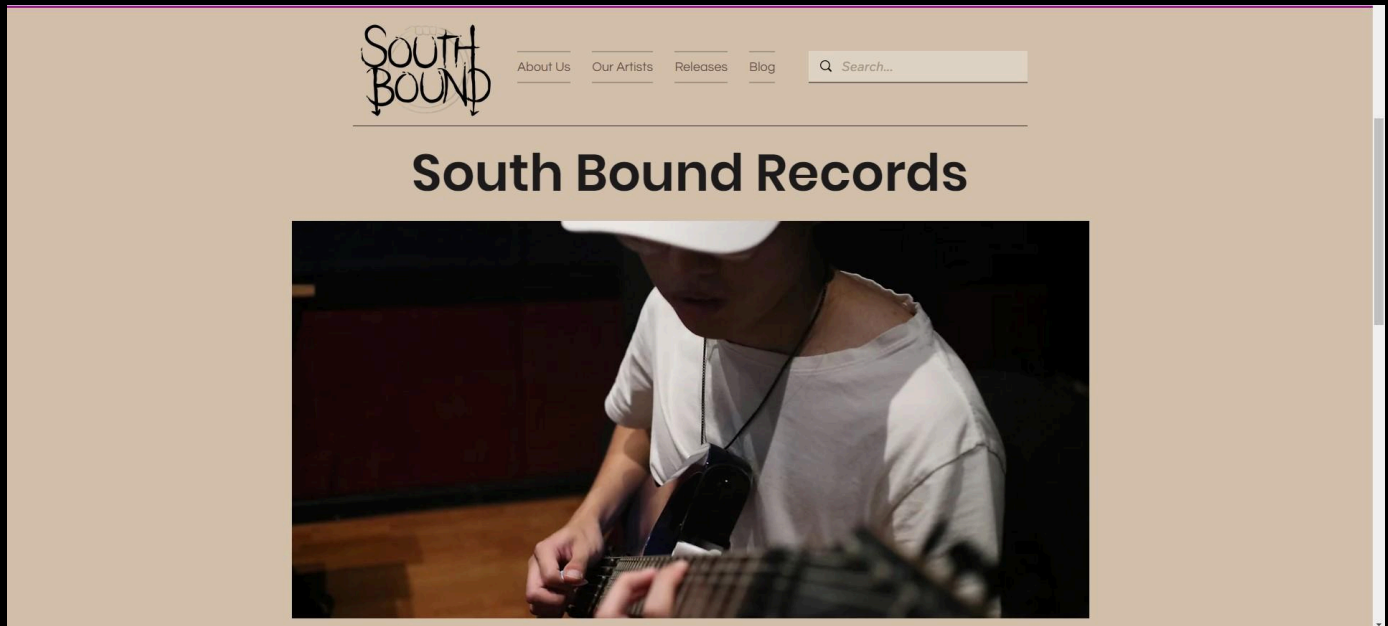 SOUTH
BOUND
About Us
Our Artists
Releases
Blog
Search...
South Bound Records